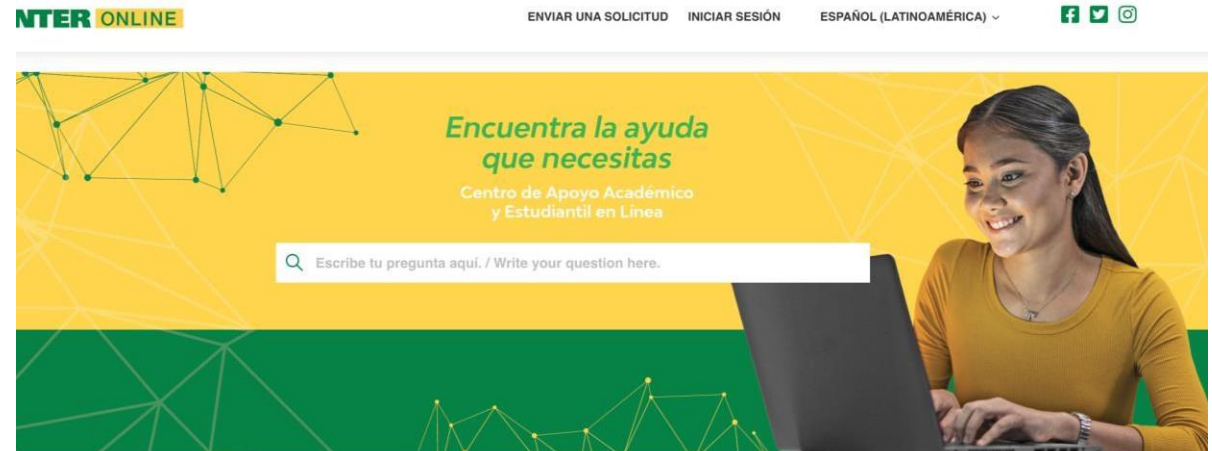 NTER ONLINE
ENVIAR UNA SOLICITUD INICIAR SESIÓN ESPAÑOL (LATINOAMÉRICA)
Encuentra la ayuda
que necesitas
Centro de Apoyo Académico
y Estudiantil en Línea
Escribe tu pregunta aquí. / Write your question here.